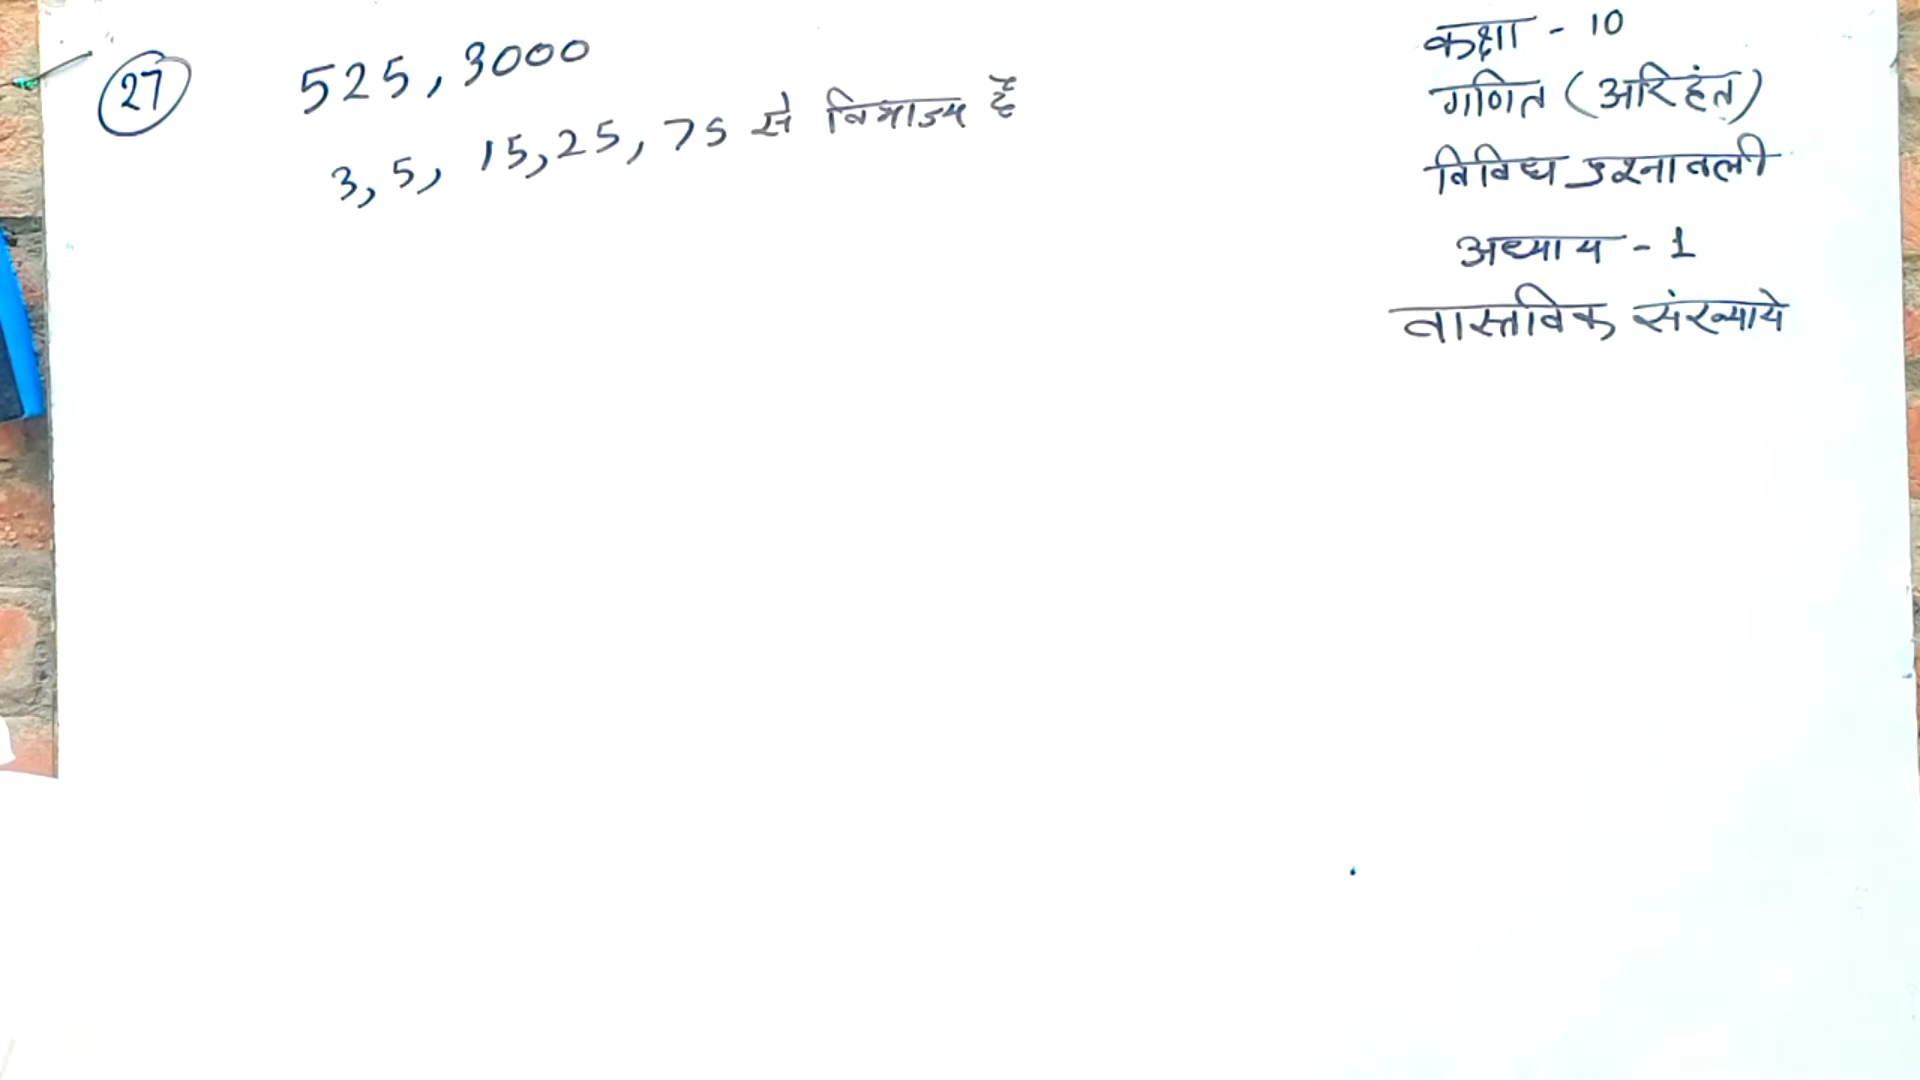 27 525, 3000
3, 5, 15, 25, 75 से विभाज्य हैं
कक्षा - 10
गणित (अरिहंत)
विविध प्रश्नावली
अध्याय - 1
वास्तविक संख्याये